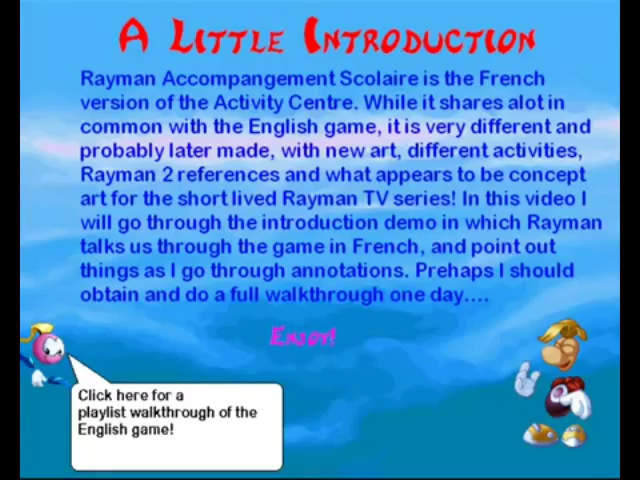 A Little Introduction
Rayman Accompangement Scolaire is the French
version of the Activity Centre. While it shares alot in
common with the English game, it is very different and
probably later made, with new art, different activities,
Rayman 2 references and what appears to be concept
art for the short lived Rayman TV series! In this video I
will go through the introduction demo in which Rayman
talks us through the game in French, and point out
things as I go through annotations. Prehaps I should
obtain and do a full walkthrough one day....
Enjoy!
Click here for a
playlist walkthrough of the
English game!